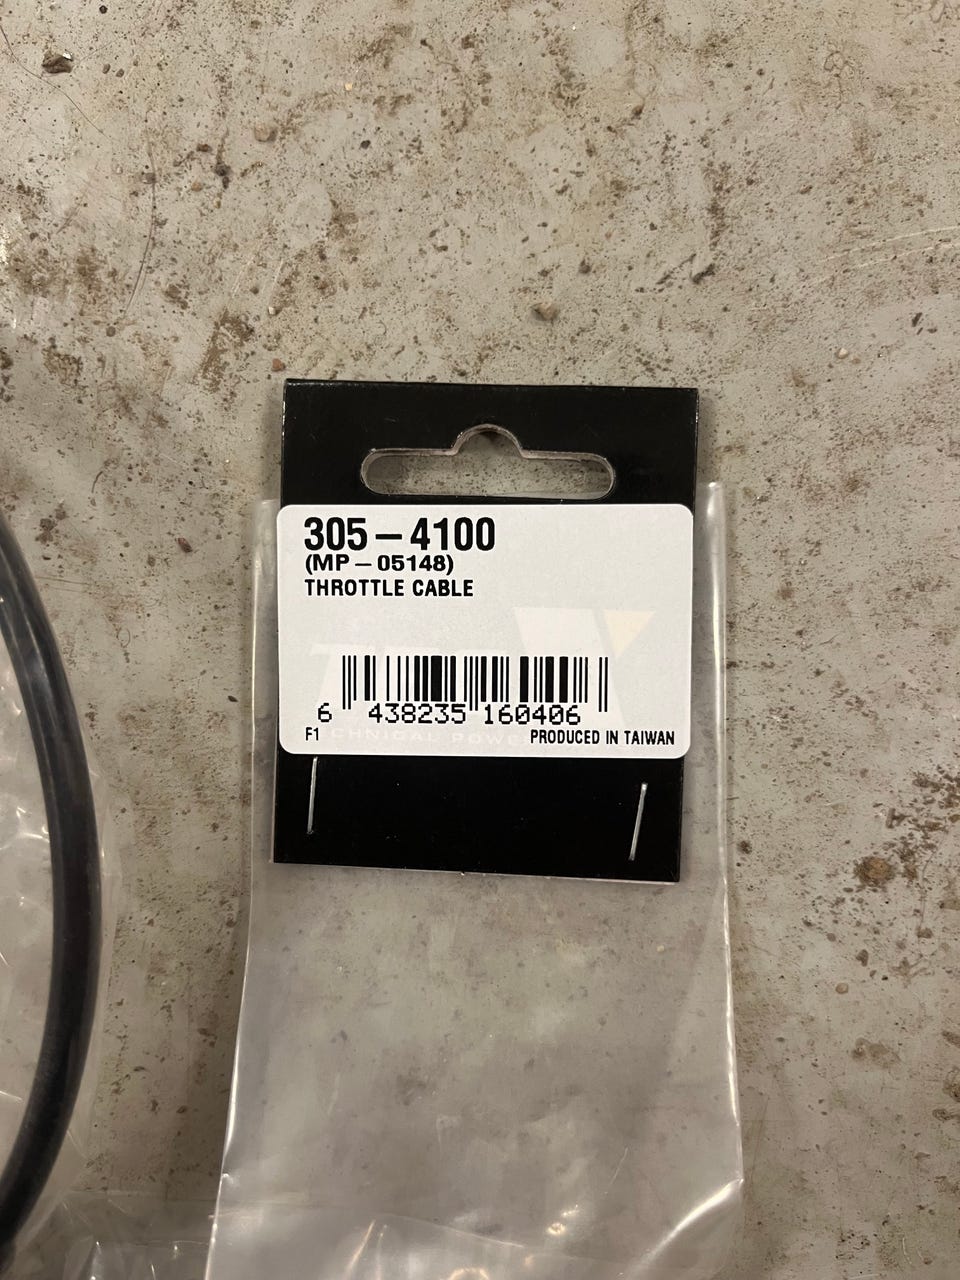 305-4100
(MP-05148)
THROTTLE CABLE
6 438235 160406
F1
PRODUCED IN TAIWAN